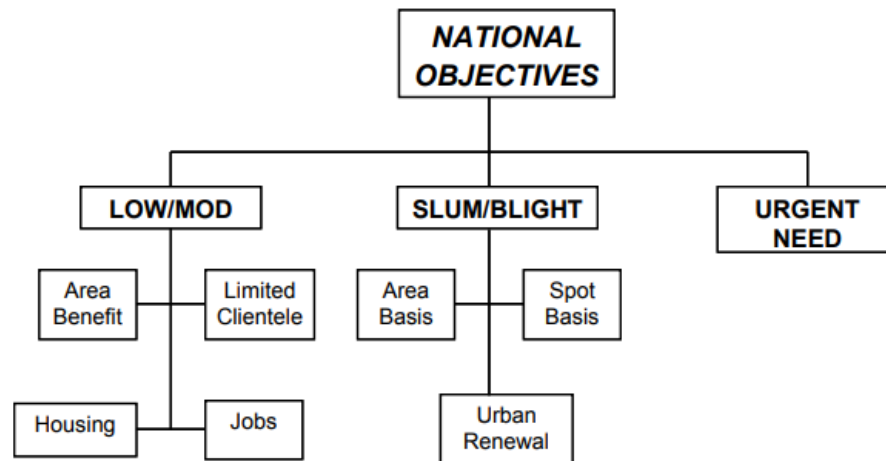 NATIONAL
OBJECTIVES
LOW/MOD
SLUM/BLIGHT
URGENT
NEED
Area
Benefit
Limited
Clientele
Area
Basis
Spot
Basis
Housing
Jobs
Urban
Renewal